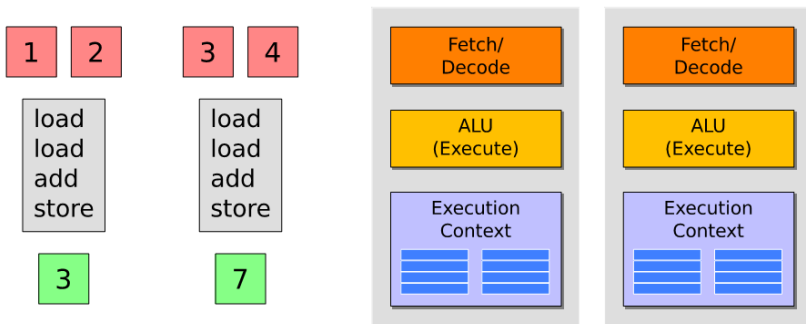 1 2
load
load
add
store
3
3 4
load
load
add
store
7
Fetch/
Decode
ALU
(Execute)
Execution
Context
Fetch/
Decode
ALU
(Execute)
Execution
Context